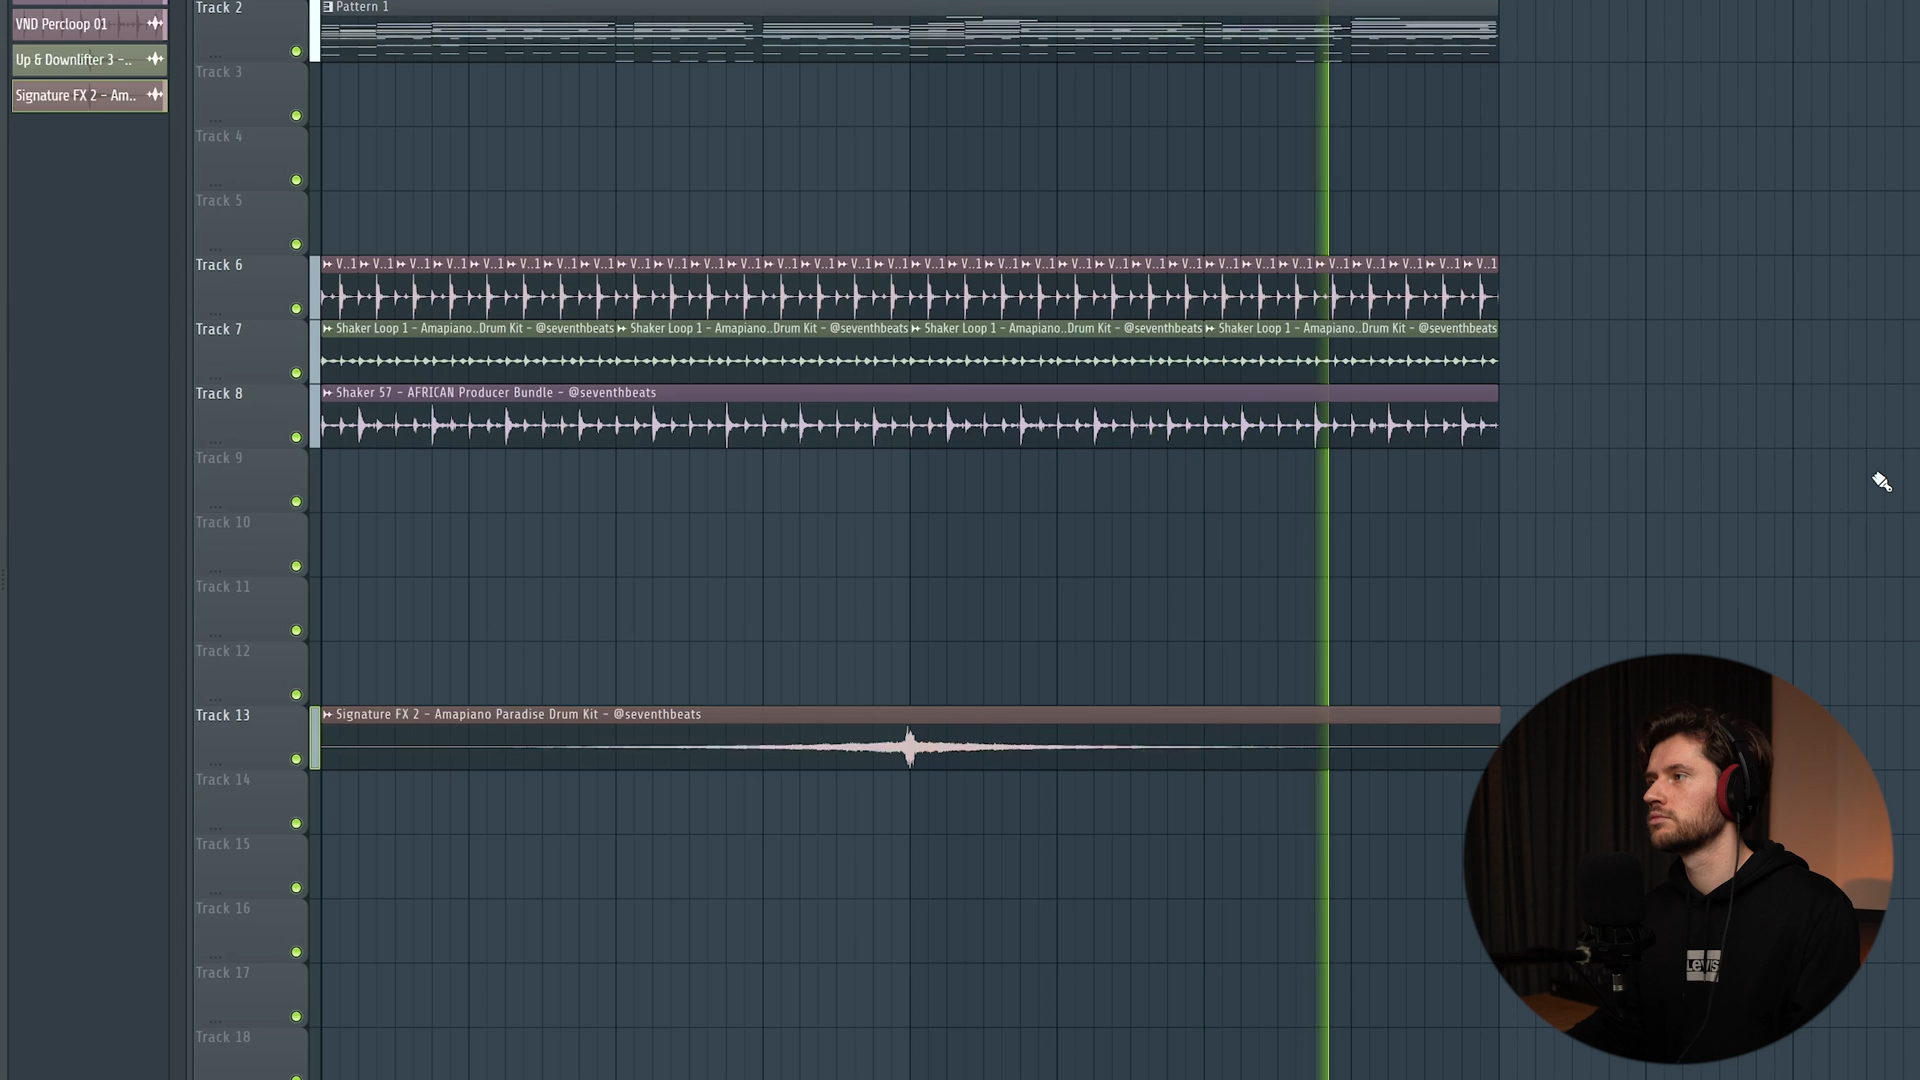 Track 2
Pattern 1
VND Percloop 01
Up & Downlifter 3 -..
Signature FX 2 - Am..
Track 3
Track 4
Track 5
Track 6
V..1 V..1 V..1 V..1 V..1 V..1 V..1 V..1 V..1 V..1 V..1 V..1 V..1 V..1 V..1 V..1 V..1 V..1 V..1 V..1 V..1 V..1 V..1 V..1 V..1 V..1 V..1 V..1 V..1 V..1 V..1 V..1
Track 7
Shaker Loop 1 - Amapiano..Drum Kit - @seventhbeats Shaker Loop 1 - Amapiano..Drum Kit - @seventhbeats Shaker Loop 1 - Amapiano..Drum Kit - @seventhbeats Shaker Loop 1 - Amapiano..Drum Kit - @seventhbeats
Track 8
Shaker 57 - AFRICAN Producer Bundle - @seventhbeats
Track 9
Track 10
Track 11
Track 12
Track 13
Signature FX 2 - Amapiano Paradise Drum Kit - @seventhbeats
Track 14
Track 15
Track 16
Track 17
Track 18
LEVI'S